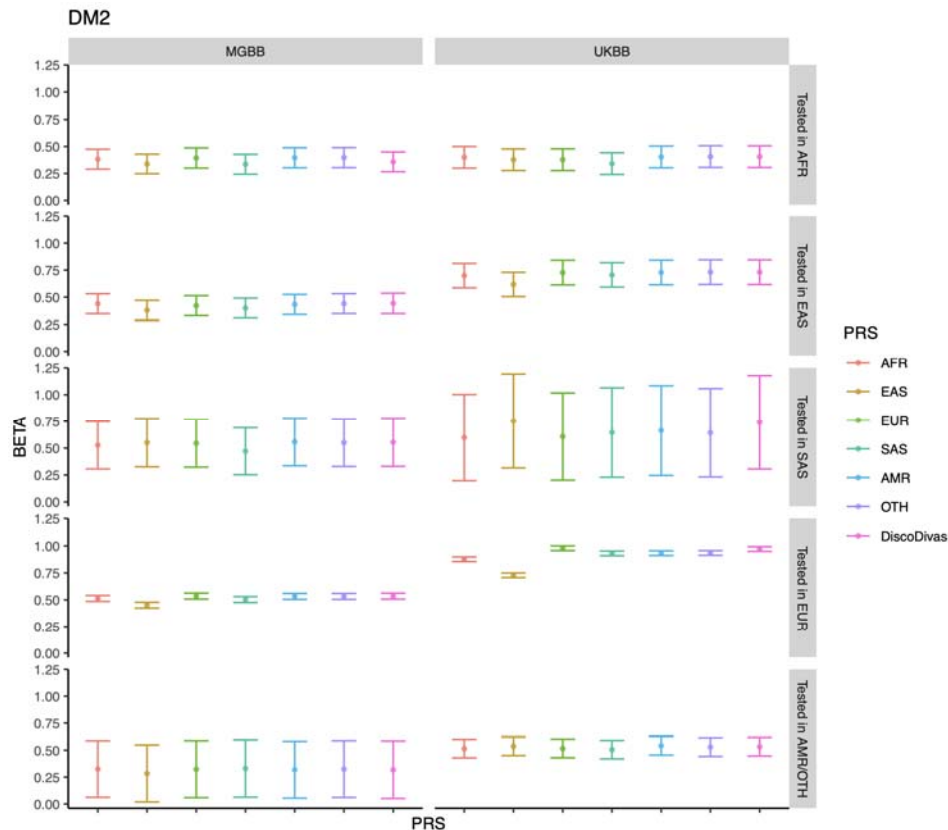 DM2
MGBB
UKBB
1.25
1.00
0.75
0.50
0.25
0.00
Tested in AFR
1.25
1.00
0.75
0.50
0.25
0.00
Tested in EAS
1.00
0.75
0.50
0.25
0.00
Tested in SAS
1.25
1.00
0.75
0.50
0.25
0.00
Tested in EUR
1.25
1.00
0.75
0.50
0.25
0.00
Tested in AMR/OTH
BETA
PRS
PRS
AFR
EAS
EUR
SAS
AMR
OTH
DiscoDivas